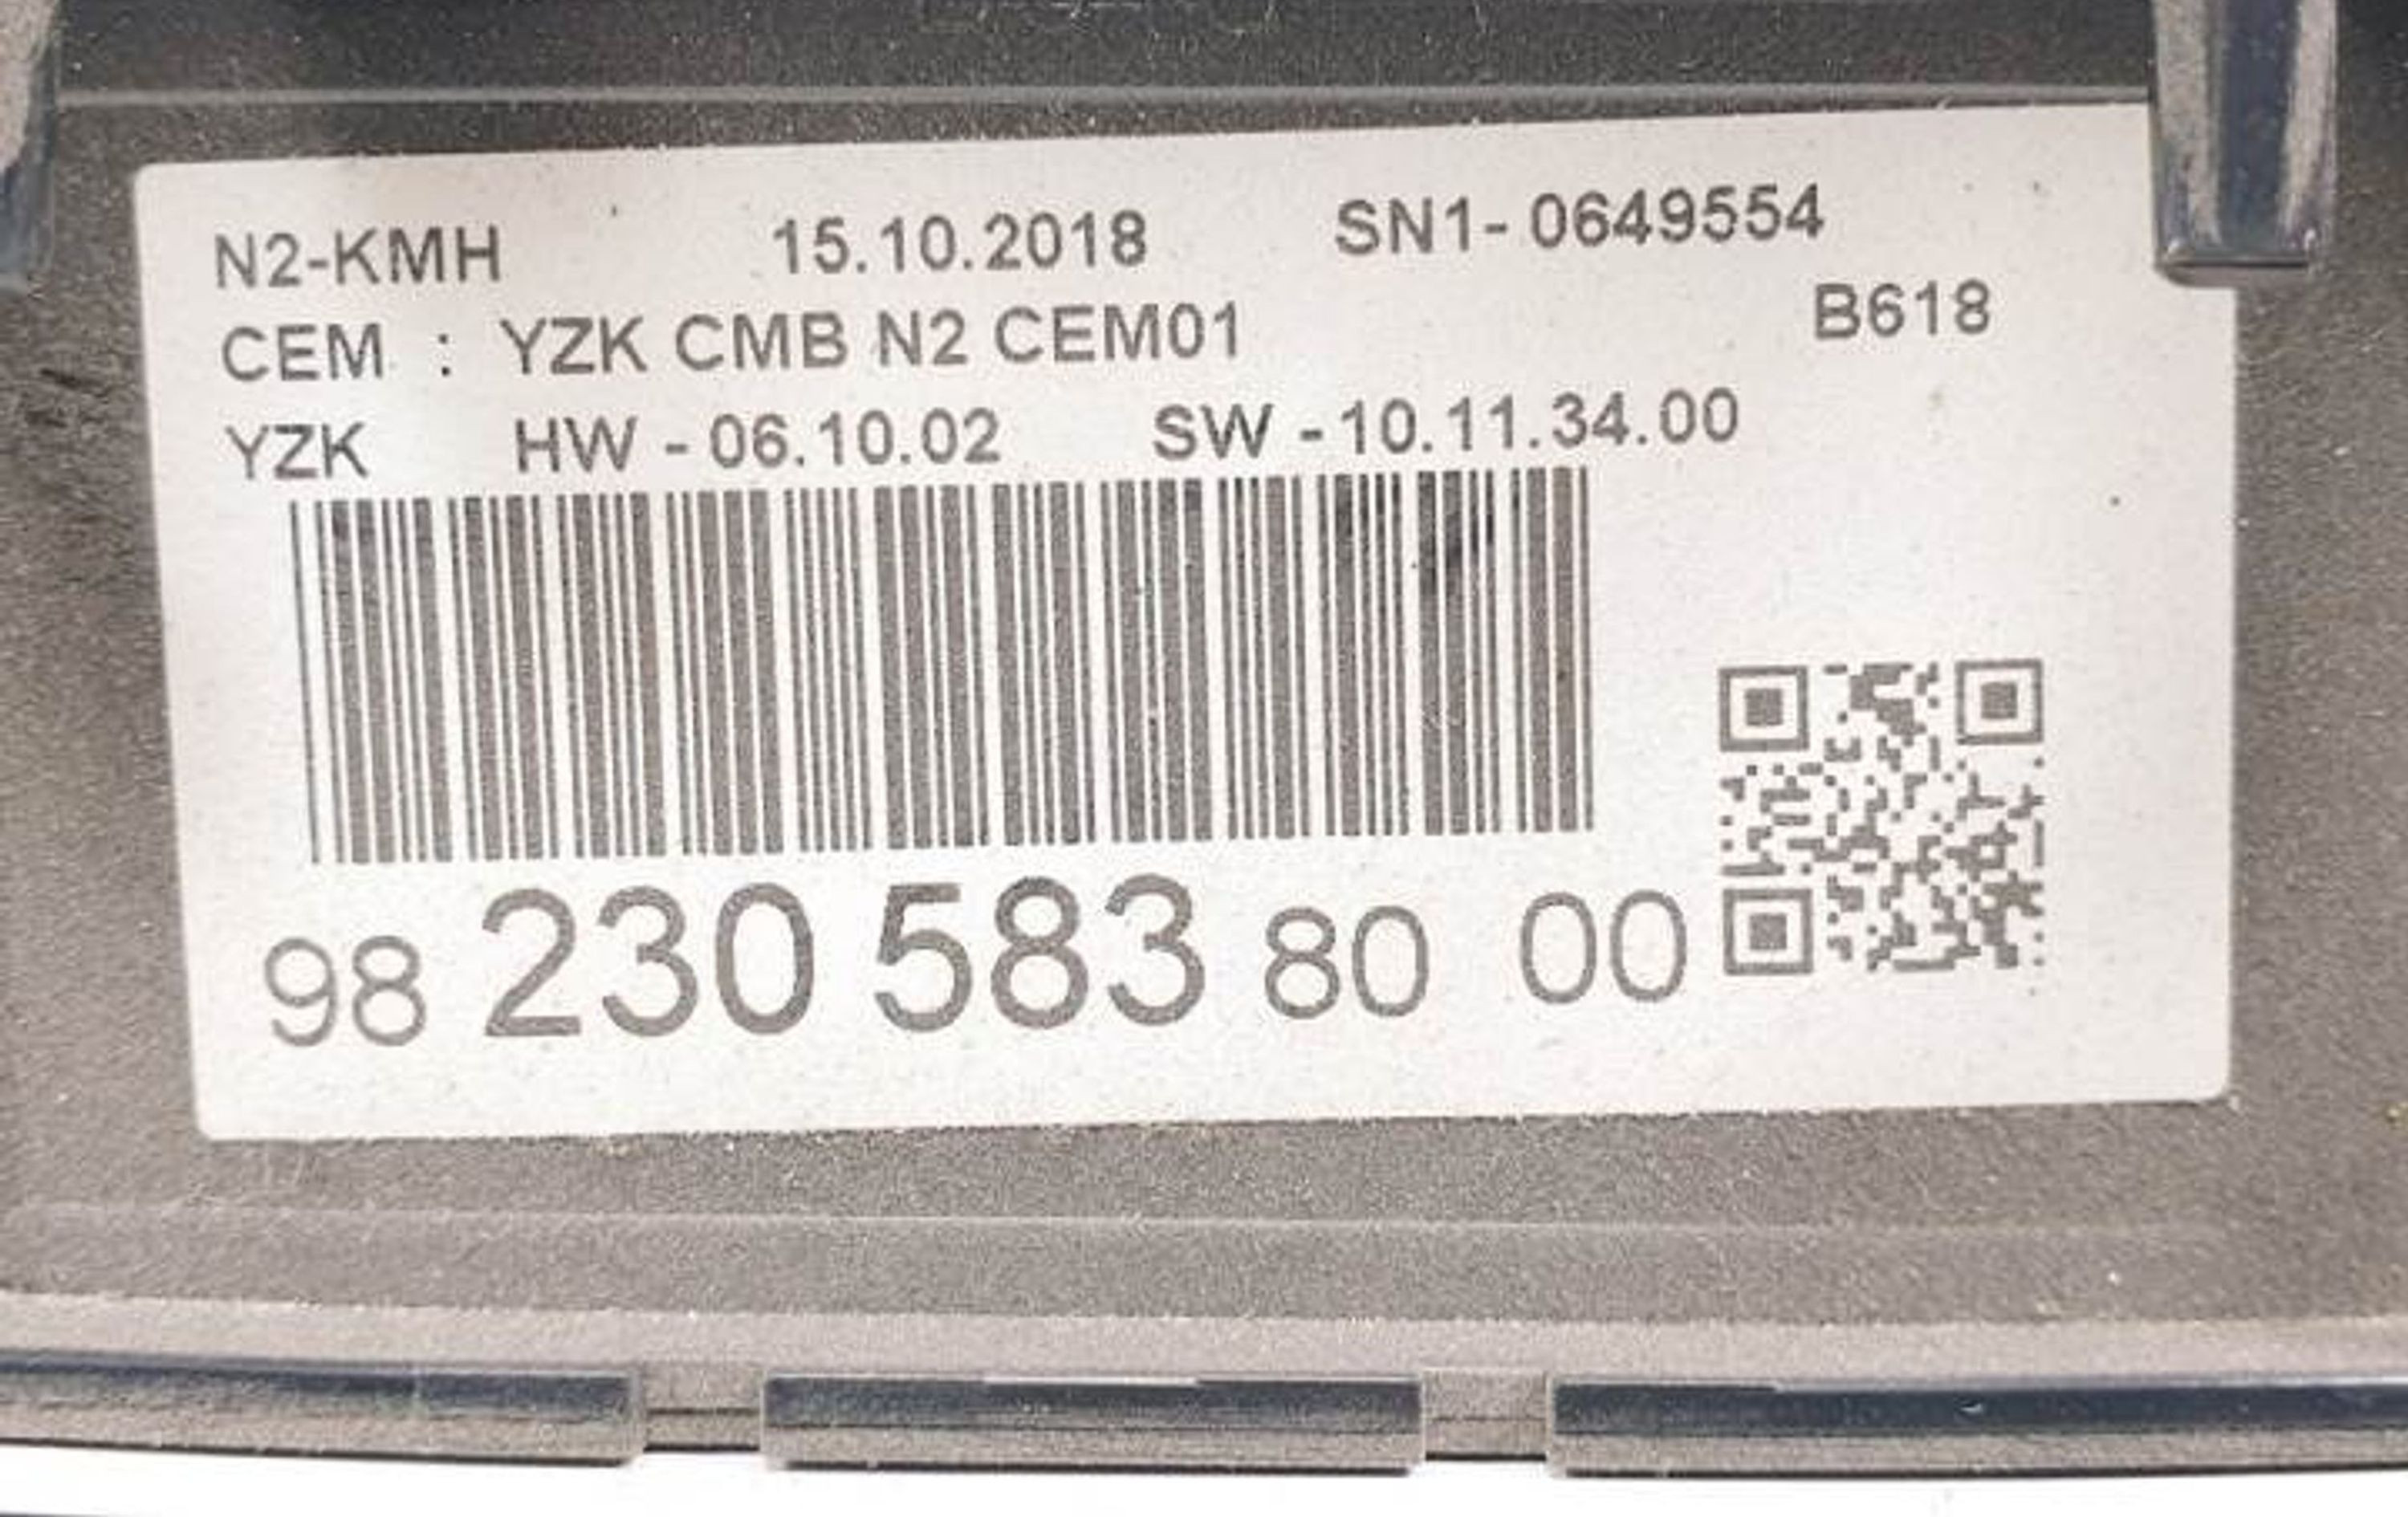 N2-KMH 15.10.2018 SN1- 0649554
CEM : YZK CMB N2 CEM01 B618
YZK HW - 06.10.02 SW - 10.11.34.00
98 230 583 80 00